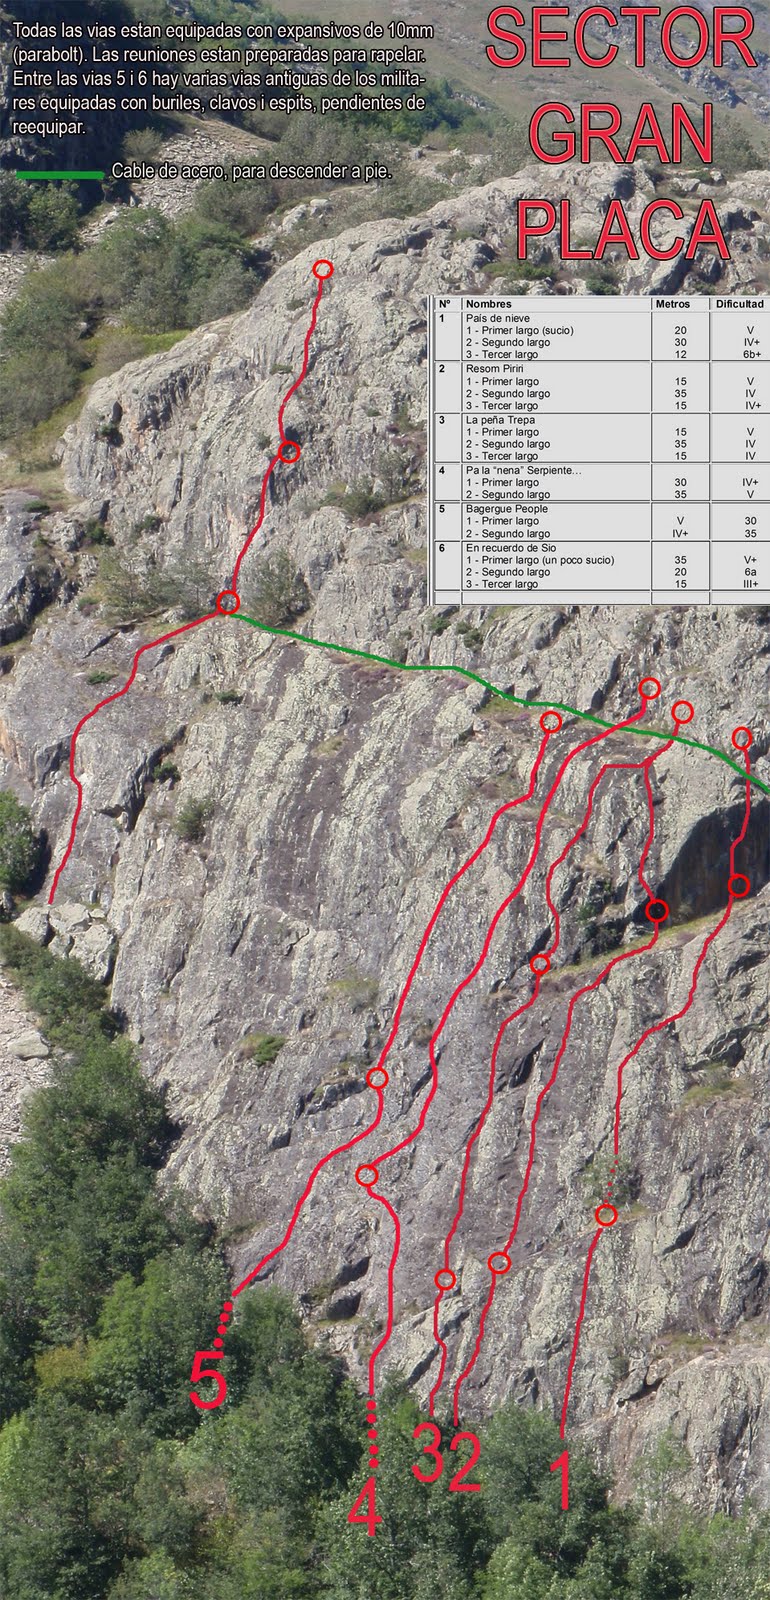 Todas las vias estan equipadas con expansivos de 10mm
(parabolt). Las reuniones estan preparadas para rapelar.
Entre las vias 5 i 6 hay varias vias antiguas de los milita-
res equipadas con buriles, clavos i espits, pendientes de
reequipar.
Cable de acero, para descender a pie.
SECTOR
GRAN
PLACA
Nº Nombres Metros Dificultad
1 País de nieve
1 - Primer largo (sucio) 20 V
2 - Segundo largo 30 IV+
3 - Tercer largo 12 6b+
2 Resom Piriri
1 - Primer largo 15 V
2 - Segundo largo 35 IV
3 - Tercer largo 15 IV+
3 La peña Trepa
1 - Primer largo 15 V
2 - Segundo largo 35 IV
3 - Tercer largo 15 IV
4 Pa la “nena” Serpiente...
1 - Primer largo 30 IV+
2 - Segundo largo 35 V
5 Bagergue People
1 - Primer largo V 30
2 - Segundo largo IV+ 35
6 En recuerdo de Sio
1 - Primer largo (un poco sucio) 35 V+
2 - Segundo largo 20 6a
3 - Tercer largo 15 III+
5
4
3
2
1